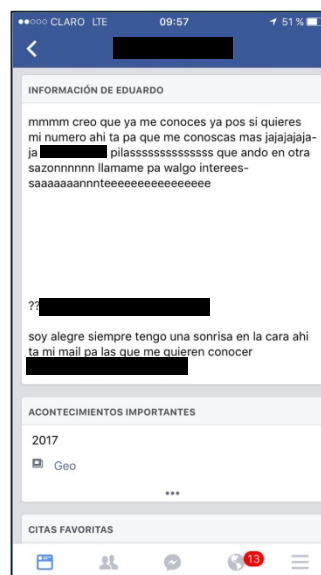 ●●○○○ CLARO LTE 09:57 51 %
INFORMACIÓN DE EDUARDO
mmmm creo que ya me conoces ya pos si quieres
mi numero ahi ta pa que me conoscas mas jajajajaja-
ja pilasssssssssssssss que ando en otra
sazonnnnnn llamame pa walgo interees-
saaaaaannnteeeeeeeeeeeeeeee
??
soy alegre siempre tengo una sonrisa en la cara ahi
ta mi mail pa las que me quieren conocer
ACONTECIMIENTOS IMPORTANTES
2017
Geo
•••
CITAS FAVORITAS
13